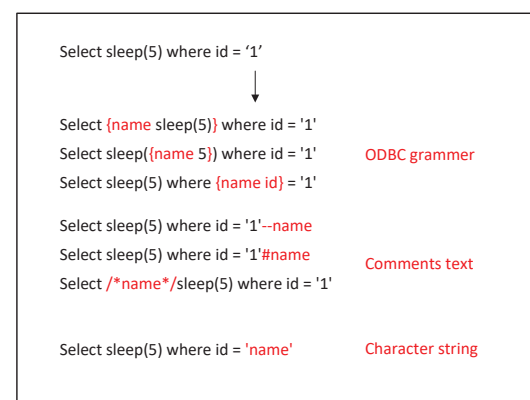 Select sleep(5) where id = ‘1’
Select {name sleep(5)} where id = '1'
Select sleep({name 5}) where id = '1'
ODBC grammer
Select sleep(5) where {name id} = '1'
Select sleep(5) where id = '1'--name
Select sleep(5) where id = '1'#name
Comments text
Select /*name*/sleep(5) where id = '1'
Select sleep(5) where id = 'name'
Character string